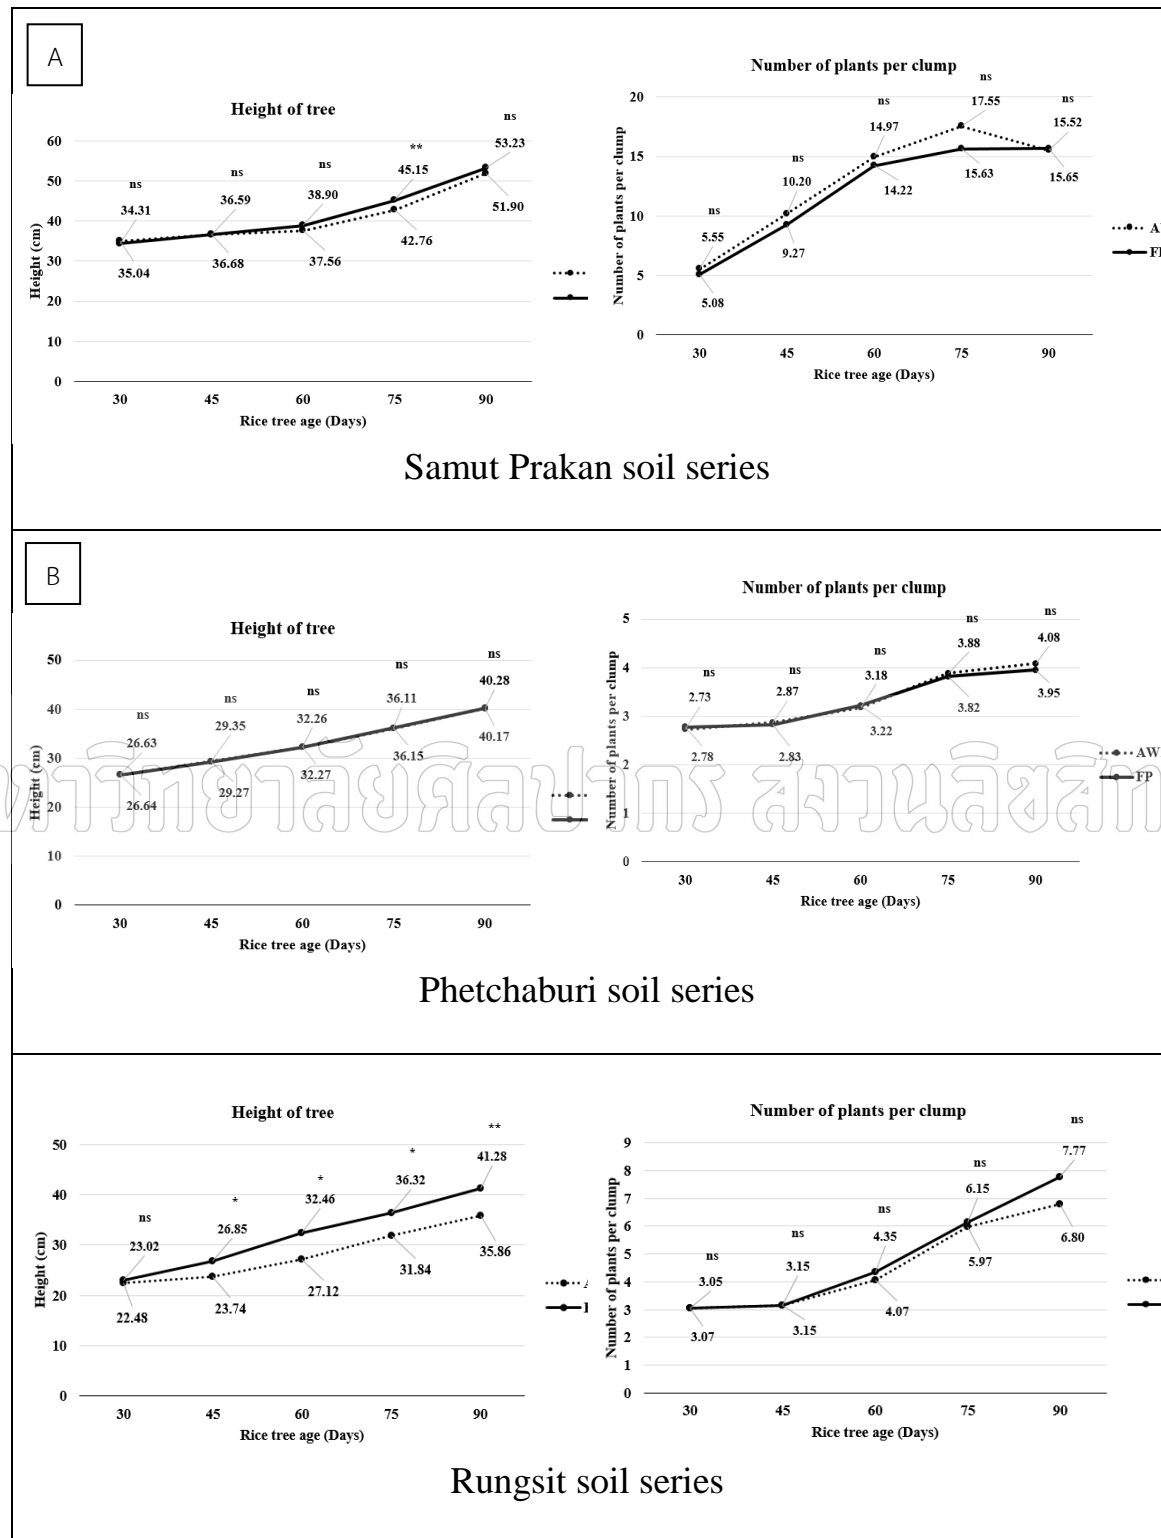 A
Height of tree
Height (cm)
60
50
40
30
20
10
0
ns
34.31
35.04
ns
36.59
36.68
ns
38.90
37.56
**
45.15
42.76
ns
53.23
51.90
30 45 60 75 90
Rice tree age (Days)
Number of plants per clump
Number of plants per clump
20
15
10
5
0
ns
5.55
5.08
ns
10.20
9.27
ns
14.97
14.22
ns
17.55
15.63
ns
15.52
15.65
30 45 60 75 90
Rice tree age (Days)
Samut Prakan soil series
B
Height of tree
Height (cm)
50
40
30
20
10
0
ns
26.63
26.64
ns
29.35
29.27
ns
32.26
32.27
ns
36.11
36.15
ns
40.28
40.17
30 45 60 75 90
Rice tree age (Days)
Number of plants per clump
Number of plants per clump
5
4
3
2
1
0
ns
2.73
2.78
ns
2.87
2.83
ns
3.18
3.22
ns
3.88
3.82
ns
4.08
3.95
AW
FP
30 45 60 75 90
Rice tree age (Days)
Phetchaburi soil series
Height of tree
Height (cm)
50
40
30
20
10
0
ns
23.02
22.48
*
26.85
23.74
*
32.46
27.12
*
36.32
31.84
**
41.28
35.86
30 45 60 75 90
Rice tree age (Days)
Number of plants per clump
Number of plants per clump
9
8
7
6
5
4
3
2
1
0
ns
3.05
3.07
ns
3.15
3.15
ns
4.35
4.07
ns
6.15
5.97
ns
7.77
6.80
30 45 60 75 90
Rice tree age (Days)
Rungsit soil series